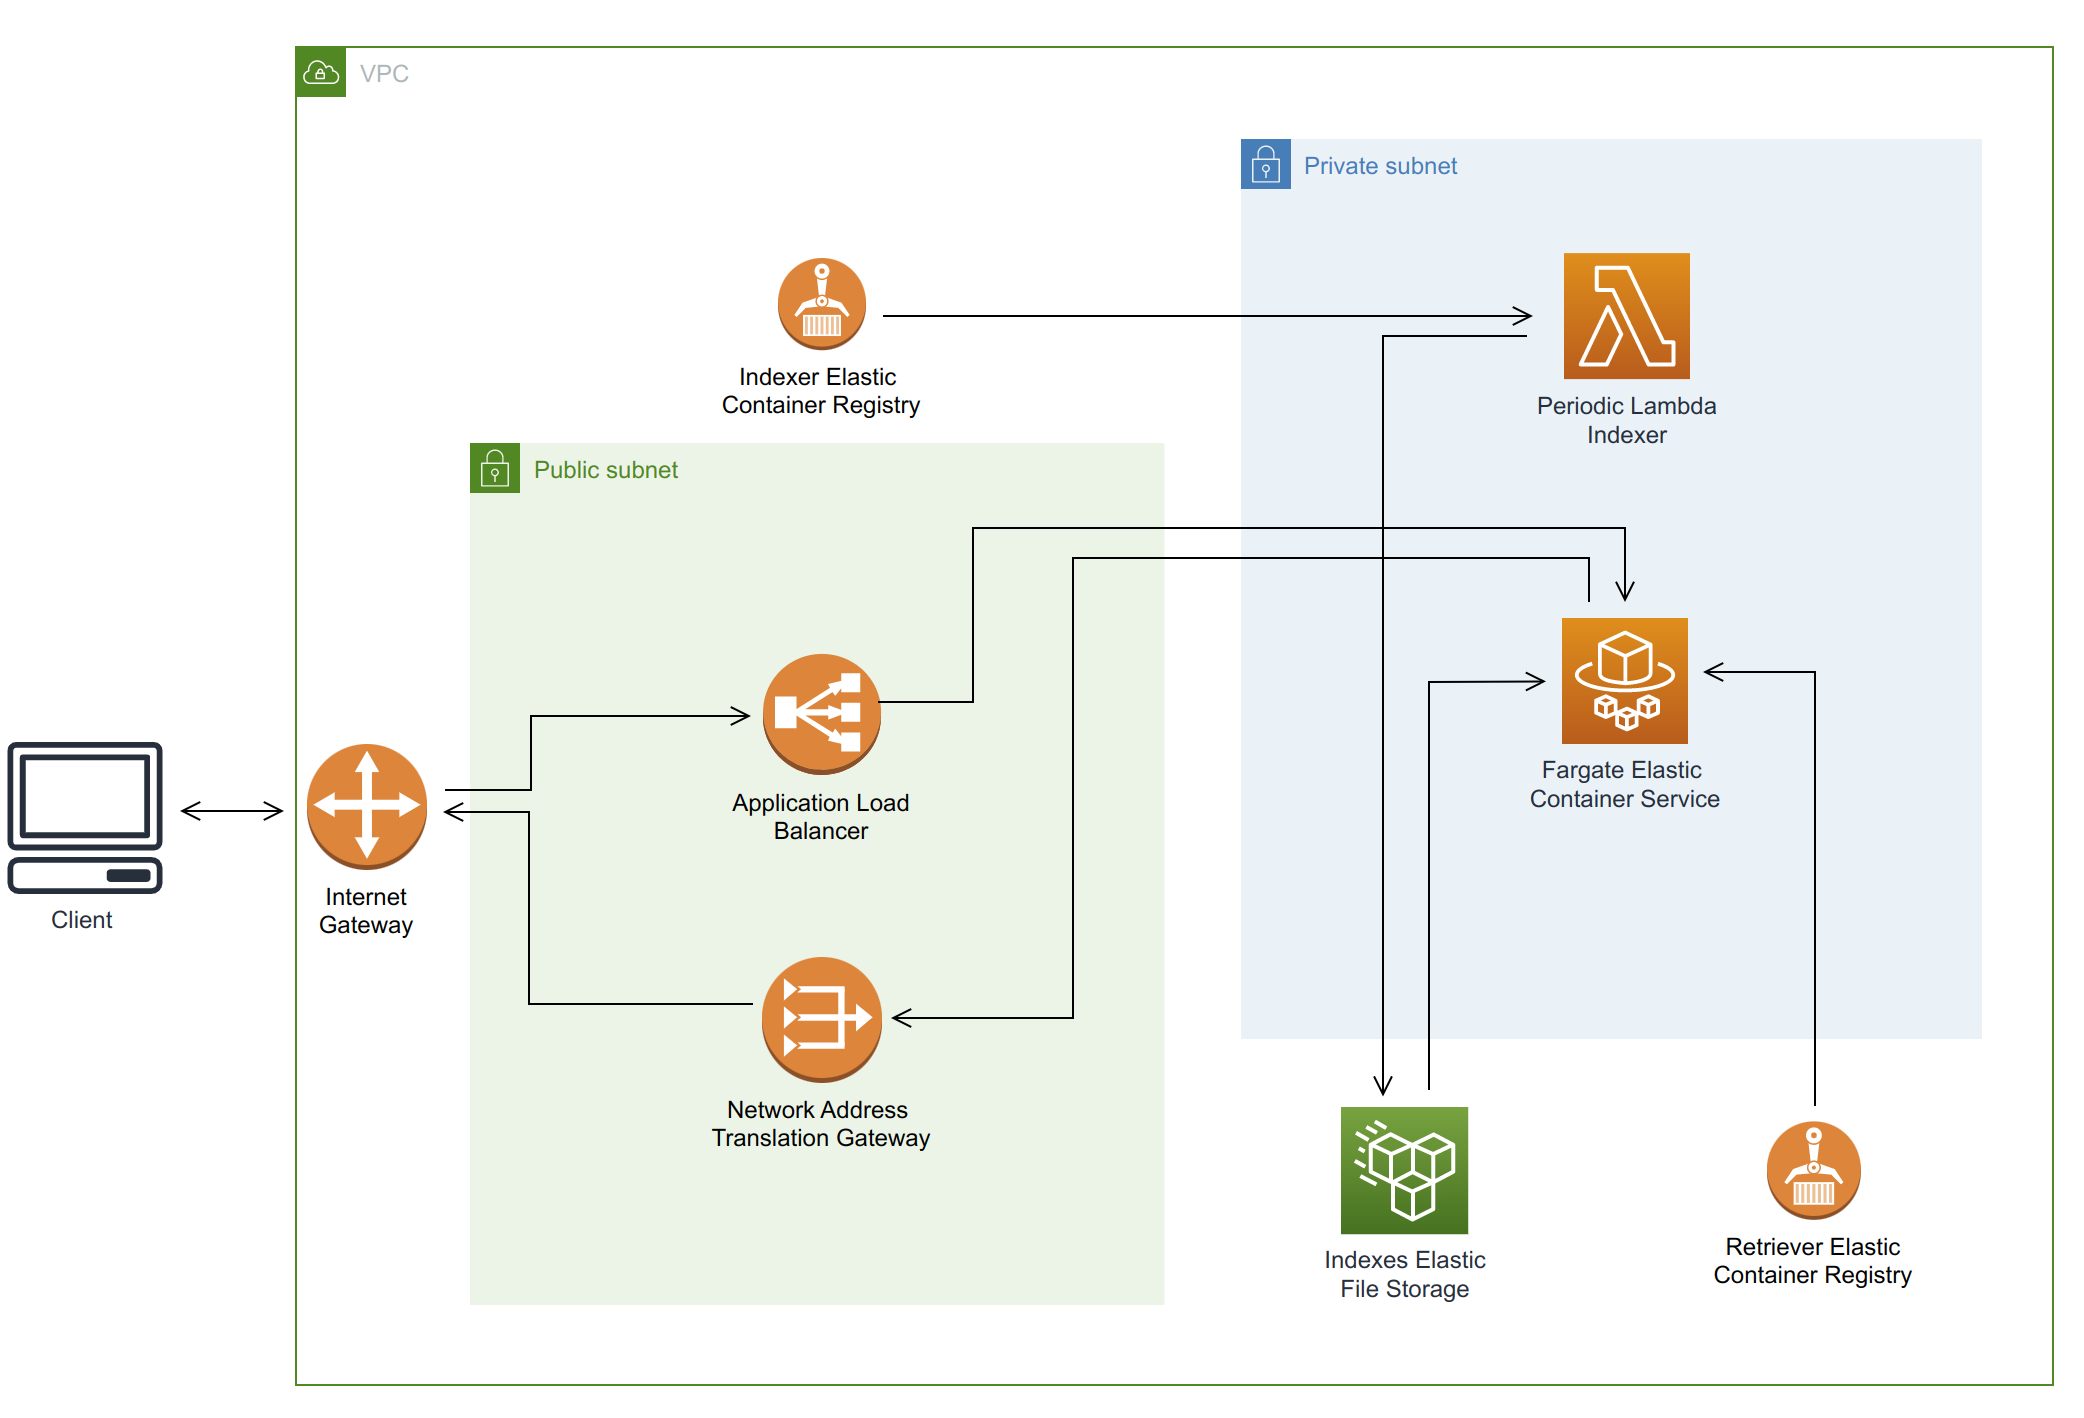 VPC
Private subnet
Indexer Elastic
Container Registry
Periodic Lambda
Indexer
Public subnet
Application Load
Balancer
Fargate Elastic
Container Service
Client
Internet
Gateway
Network Address
Translation Gateway
Indexes Elastic
File Storage
Retriever Elastic
Container Registry